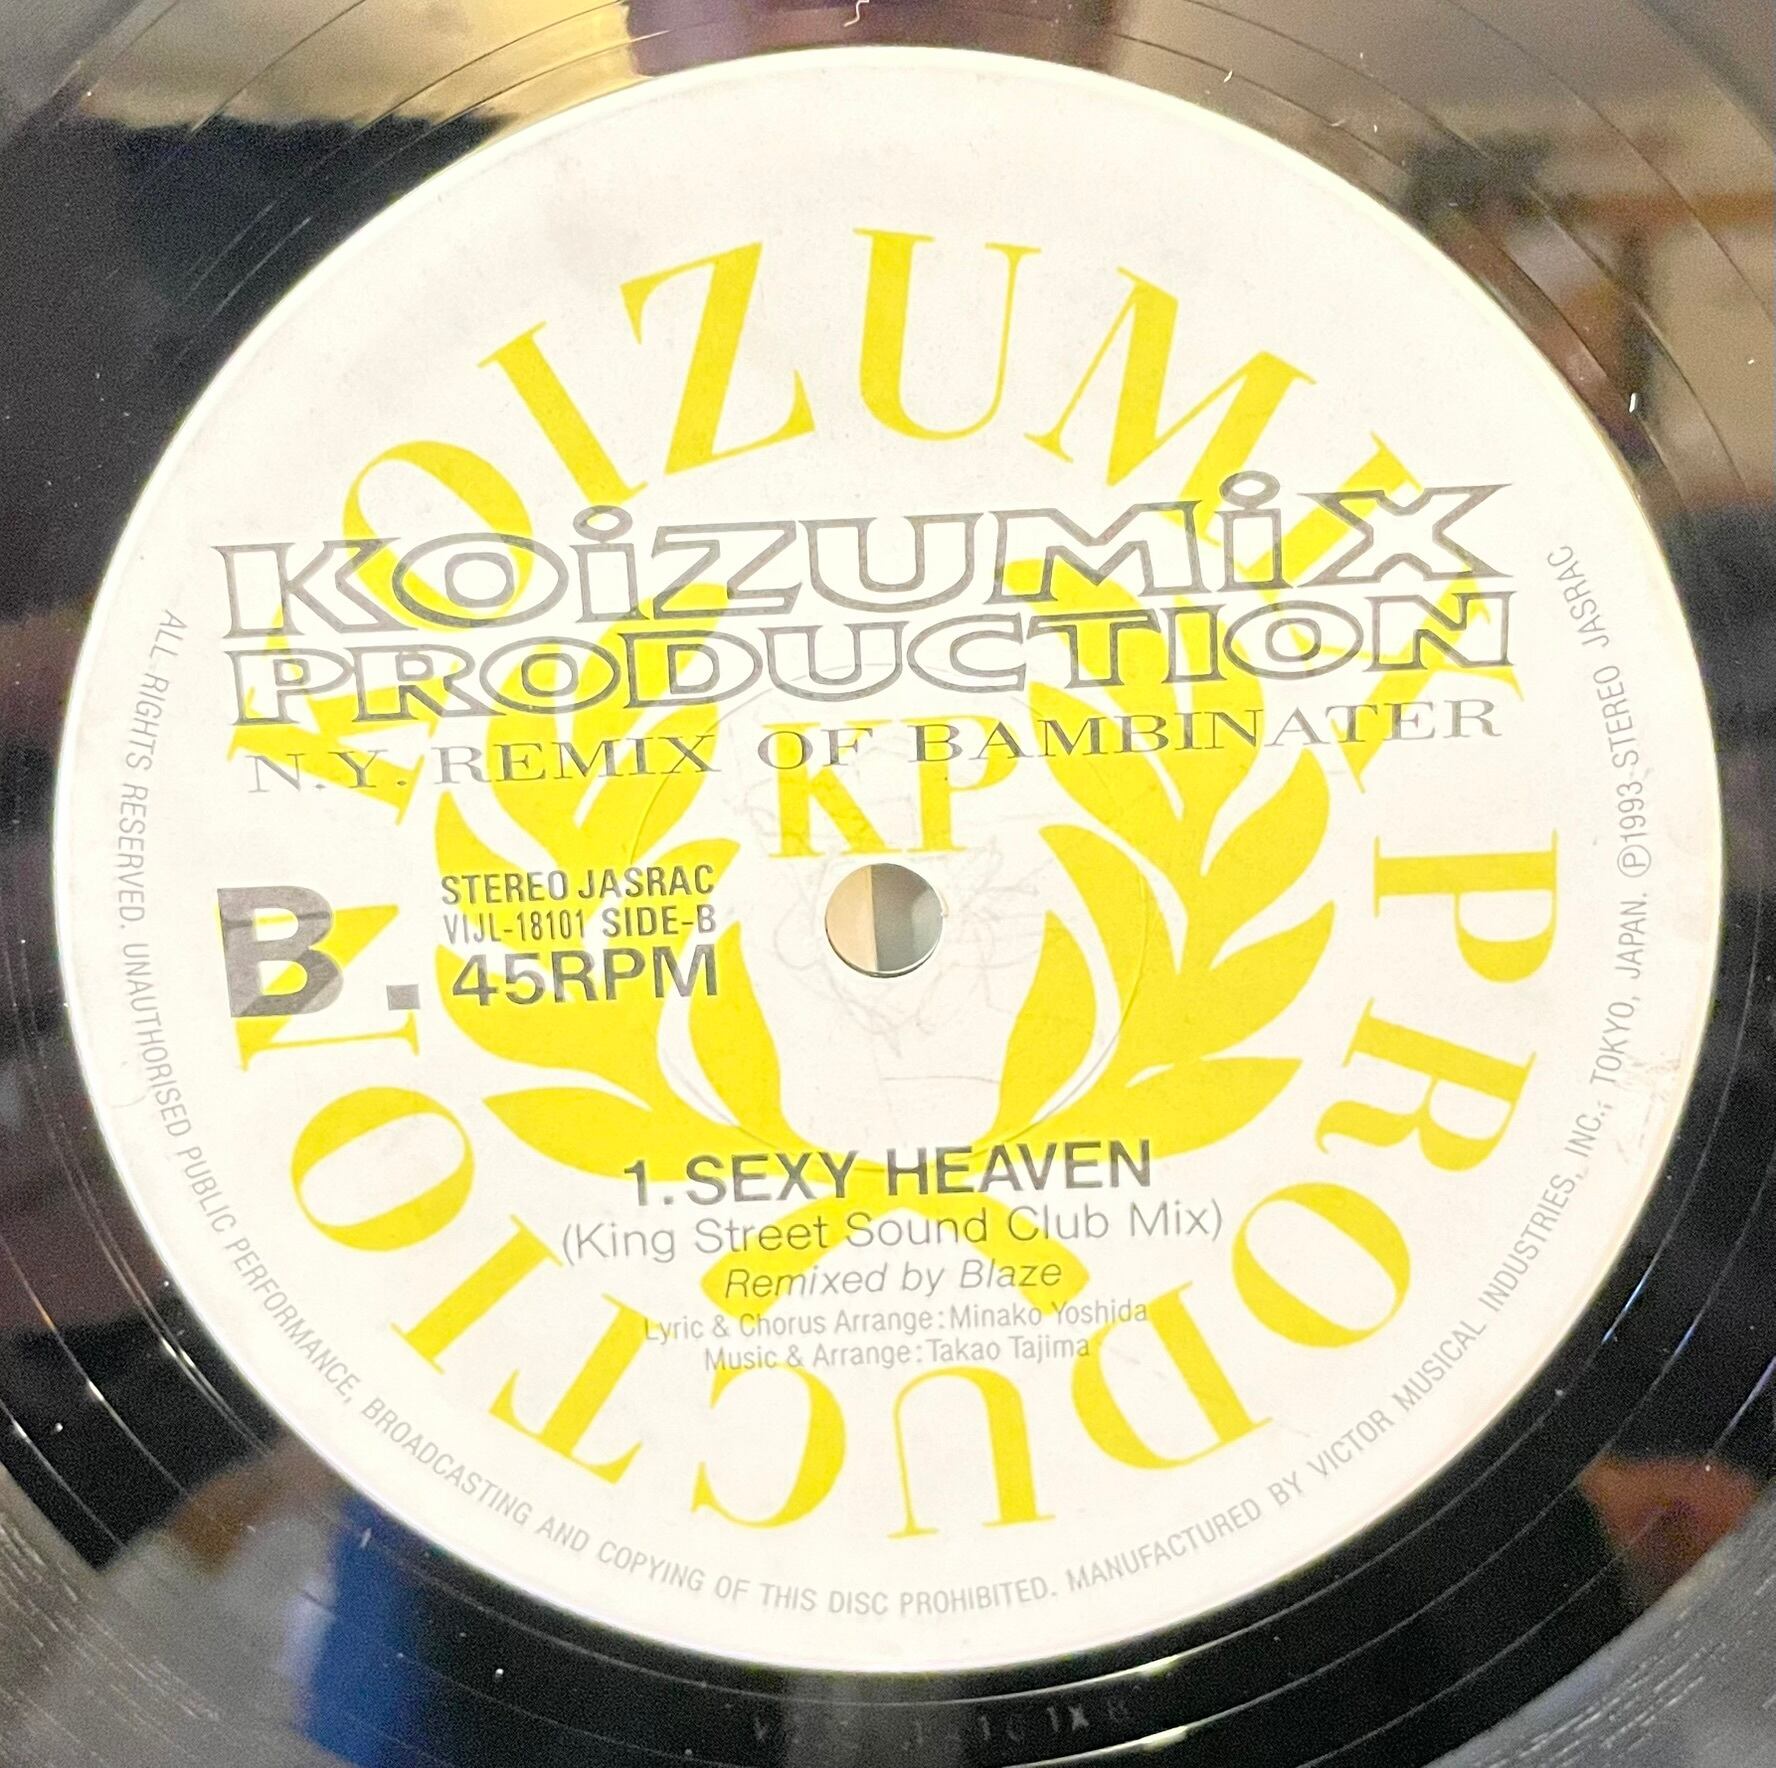 KOIZUMIX PRODUCTION
KOiZUMiX
PRODUCTION
N.Y. REMIX OF BAMBINATER
KP
B.
STEREO JASRAC
VIJL-18101 SIDE-B
45RPM
1. SEXY HEAVEN
(King Street Sound Club Mix)
Remixed by Blaze
Lyric & Chorus Arrange: Minako Yoshida
Music & Arrange: Takao Tajima
ALL RIGHTS RESERVED. UNAUTHORISED PUBLIC PERFORMANCE, BROADCASTING AND COPYING OF THIS DISC PROHIBITED. MANUFACTURED BY VICTOR MUSICAL INDUSTRIES, INC., TOKYO, JAPAN. Ⓟ1993 STEREO JASRAC